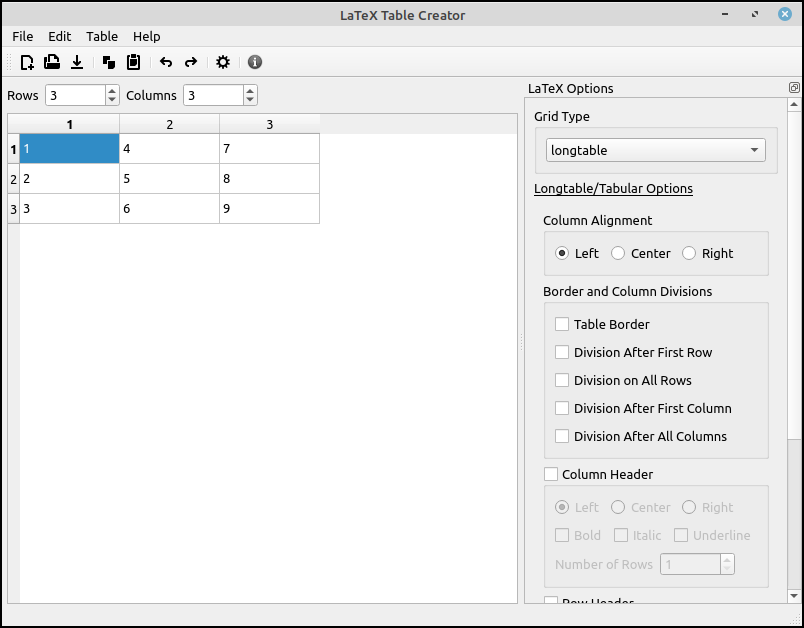 LaTeX Table Creator
File Edit Table Help
Rows 3 Columns 3
1 2 3
1 1 4 7
2 2 5 8
3 3 6 9
LaTeX Options
Grid Type
longtable
Longtable/Tabular Options
Column Alignment
Left Center Right
Border and Column Divisions
Table Border
Division After First Row
Division on All Rows
Division After First Column
Division After All Columns
Column Header
Left Center Right
Bold Italic Underline
Number of Rows 1
Row Header